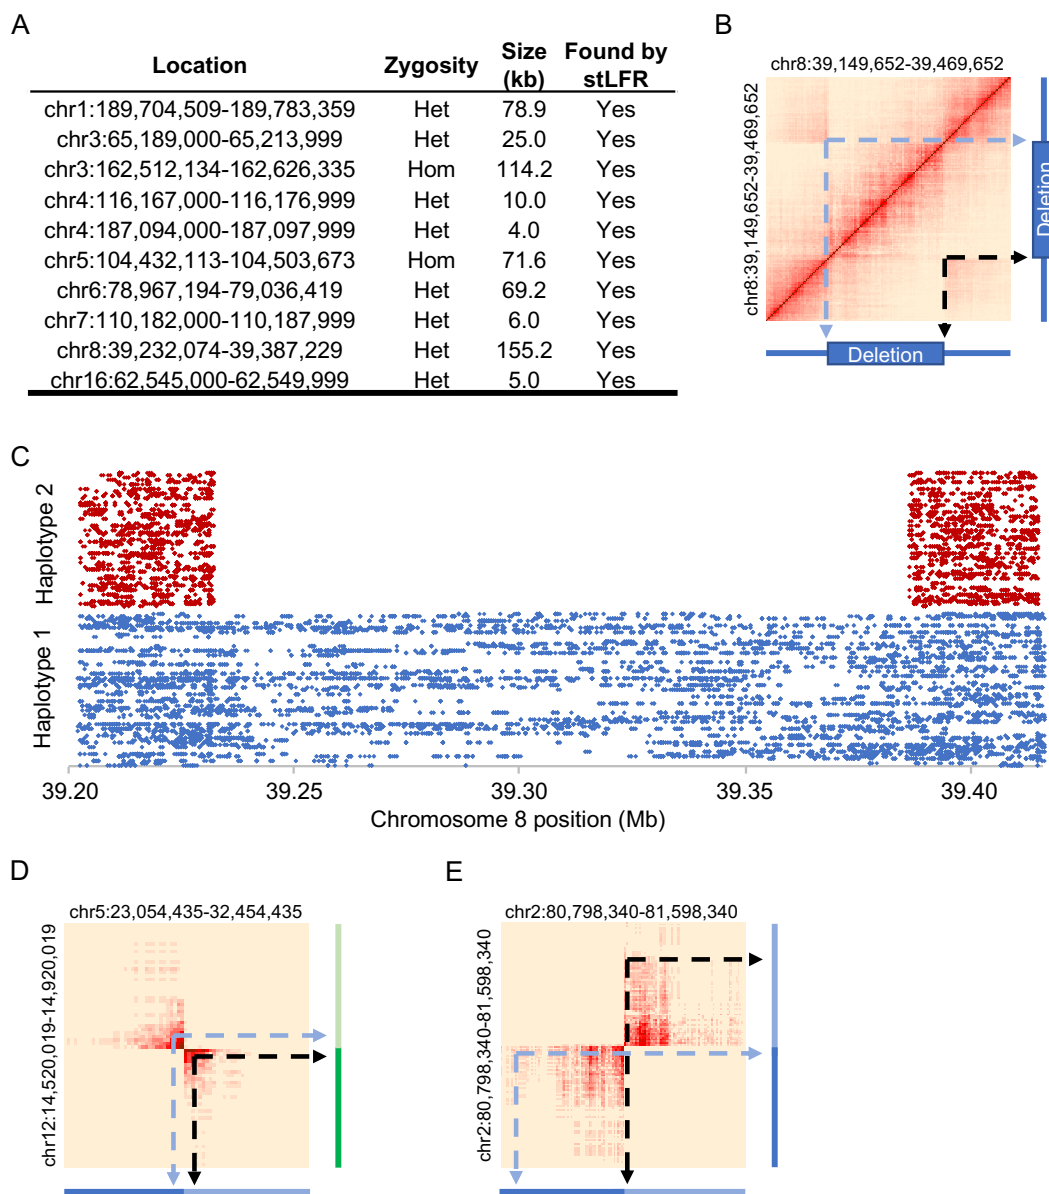 A
Location Zygosity Size (kb) Found by stLFR
chr1:189,704,509-189,783,359 Het 78.9 Yes
chr3:65,189,000-65,213,999 Het 25.0 Yes
chr3:162,512,134-162,626,335 Hom 114.2 Yes
chr4:116,167,000-116,176,999 Het 10.0 Yes
chr4:187,094,000-187,097,999 Het 4.0 Yes
chr5:104,432,113-104,503,673 Hom 71.6 Yes
chr6:78,967,194-79,036,419 Het 69.2 Yes
chr7:110,182,000-110,187,999 Het 6.0 Yes
chr8:39,232,074-39,387,229 Het 155.2 Yes
chr16:62,545,000-62,549,999 Het 5.0 Yes
B
chr8:39,149,652-39,469,652
chr8:39,149,652-39,469,652
Deletion
Deletion
C
Haplotype 2
Haplotype 1
39.20 39.25 39.30 39.35 39.40
Chromosome 8 position (Mb)
D
chr5:23,054,435-32,454,435
chr12:14,520,019-14,920,019
E
chr2:80,798,340-81,598,340
chr2:80,798,340-81,598,340